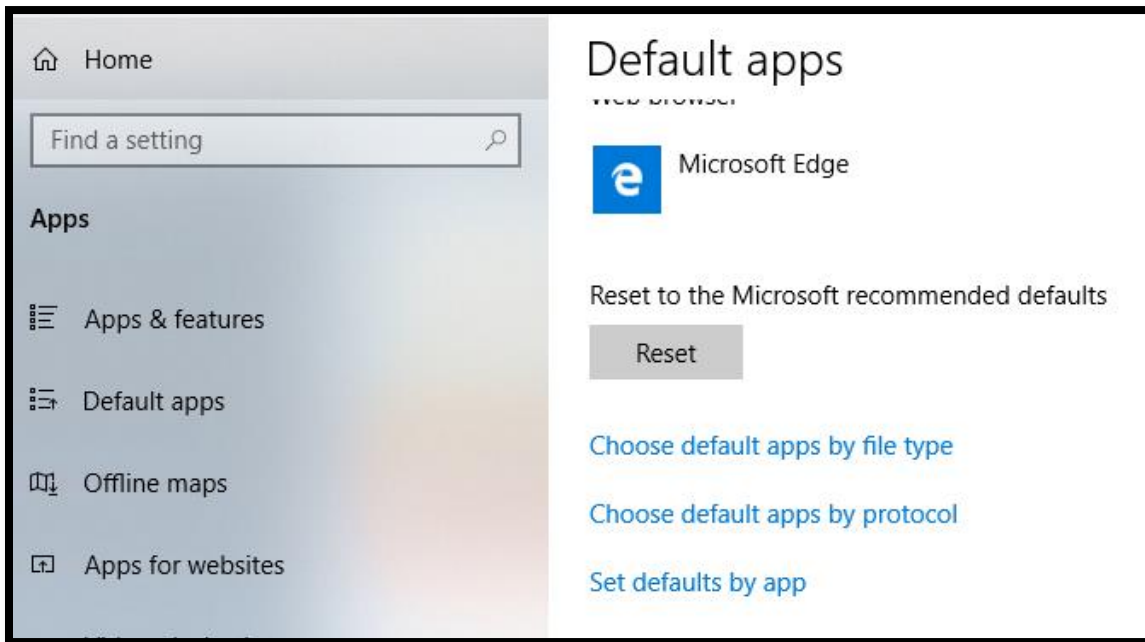 Home
Find a setting
Apps
Apps & features
Default apps
Offline maps
Apps for websites
Default apps
Web browser
Microsoft Edge
Reset to the Microsoft recommended defaults
Reset
Choose default apps by file type
Choose default apps by protocol
Set defaults by app